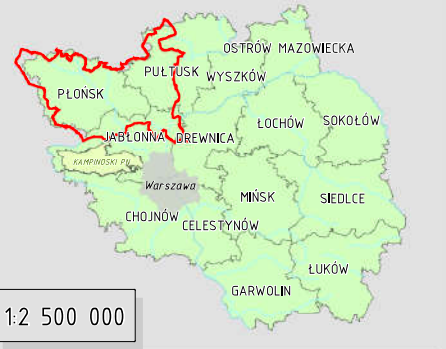 OSTRÓW MAZOWIECKA
PUŁTUSK
WYSZKÓW
PŁOŃSK
ŁOCHÓW
SOKOŁÓW
JABŁONNA
DREWNICA
KAMPINOSKI PN
Warszawa
MIŃSK
SIEDLCE
CHOJNÓW
CELESTYNÓW
ŁUKÓW
GARWOLIN
1:2 500 000